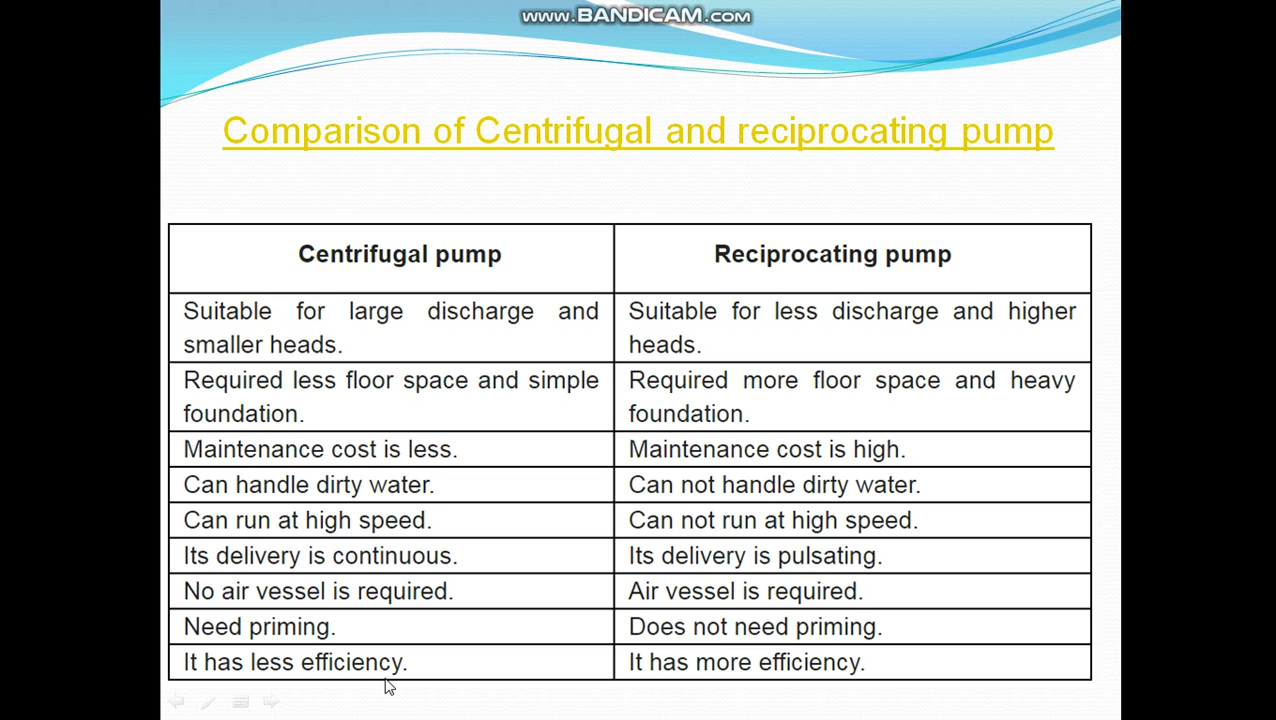 www.BANDICAM.com
Comparison of Centrifugal and reciprocating pump
Centrifugal pump
Reciprocating pump
Suitable for large discharge and
smaller heads.
Suitable for less discharge and higher
heads.
Required less floor space and simple
foundation.
Required more floor space and heavy
foundation.
Maintenance cost is less.
Maintenance cost is high.
Can handle dirty water.
Can not handle dirty water.
Can run at high speed.
Can not run at high speed.
Its delivery is continuous.
Its delivery is pulsating.
No air vessel is required.
Air vessel is required.
Need priming.
Does not need priming.
It has less efficiency.
It has more efficiency.